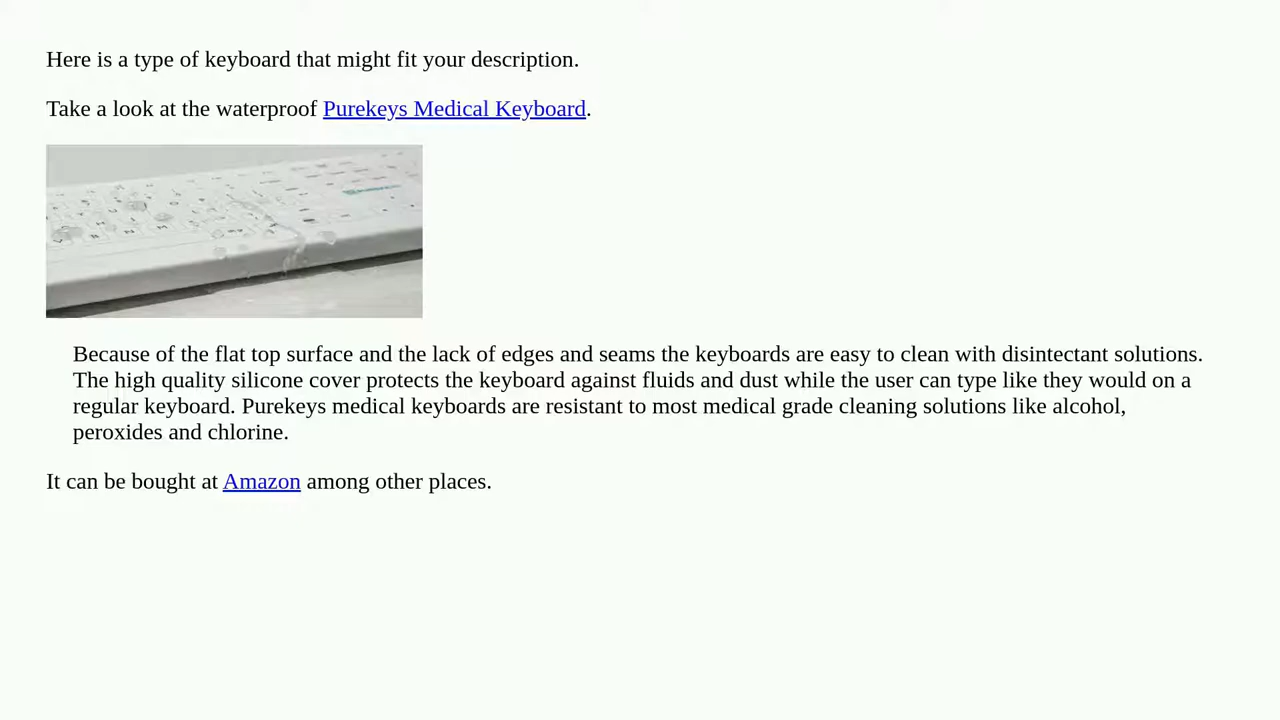 Here is a type of keyboard that might fit your description.
Take a look at the waterproof Purekeys Medical Keyboard.
Because of the flat top surface and the lack of edges and seams the keyboards are easy to clean with disintectant solutions.
The high quality silicone cover protects the keyboard against fluids and dust while the user can type like they would on a
regular keyboard. Purekeys medical keyboards are resistant to most medical grade cleaning solutions like alcohol,
peroxides and chlorine.
It can be bought at Amazon among other places.